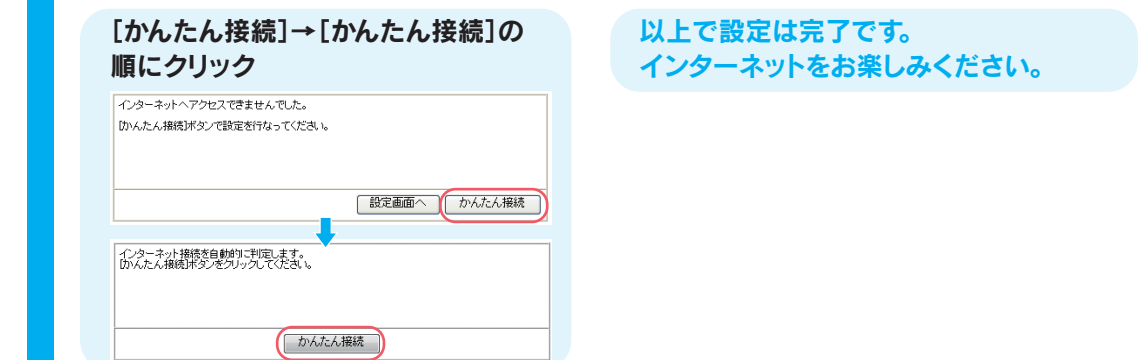 [かんたん接続]→[かんたん接続]の
順にクリック
インターネットへアクセスできませんでした。
[かんたん接続]ボタンで設定を行なってください。
設定画面へ
かんたん接続
インターネット接続を自動的に判定します。
[かんたん接続]ボタンをクリックしてください。
かんたん接続
以上で設定は完了です。
インターネットをお楽しみください。